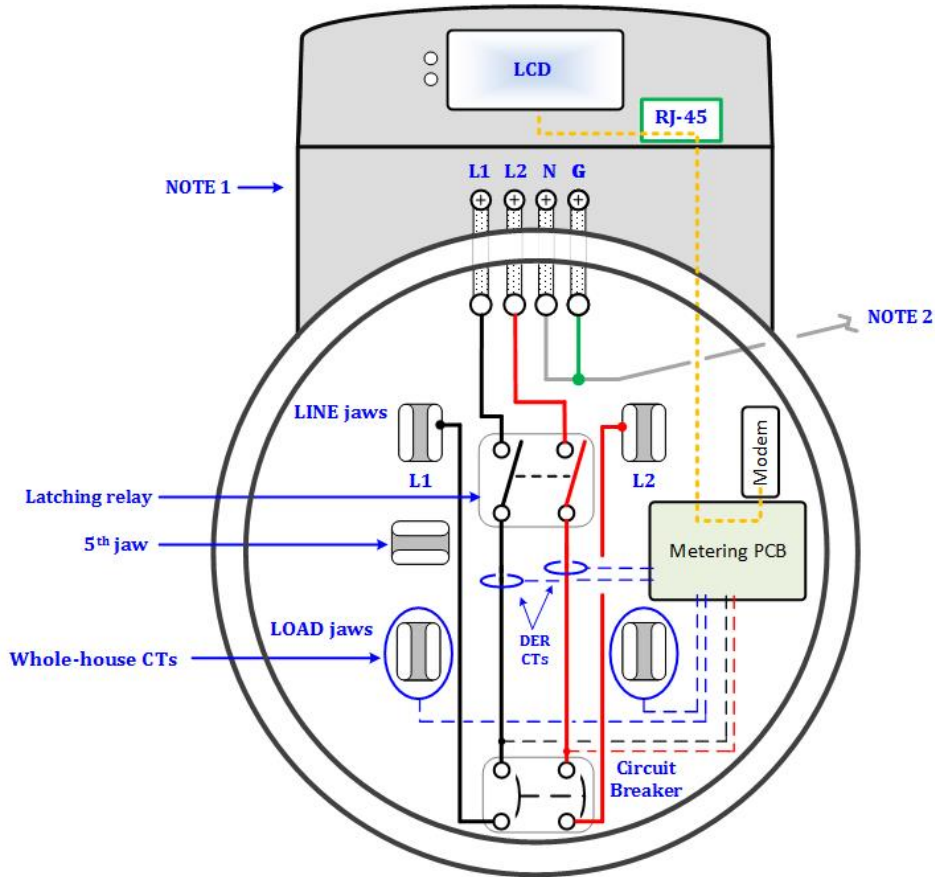 LCD
RJ-45
L1 L2 N G
NOTE 1
NOTE 2
LINE jaws
L1
L2
Modem
Latching relay
5th jaw
Metering PCB
LOAD jaws
DER
CTs
Whole-house CTs
Circuit
Breaker